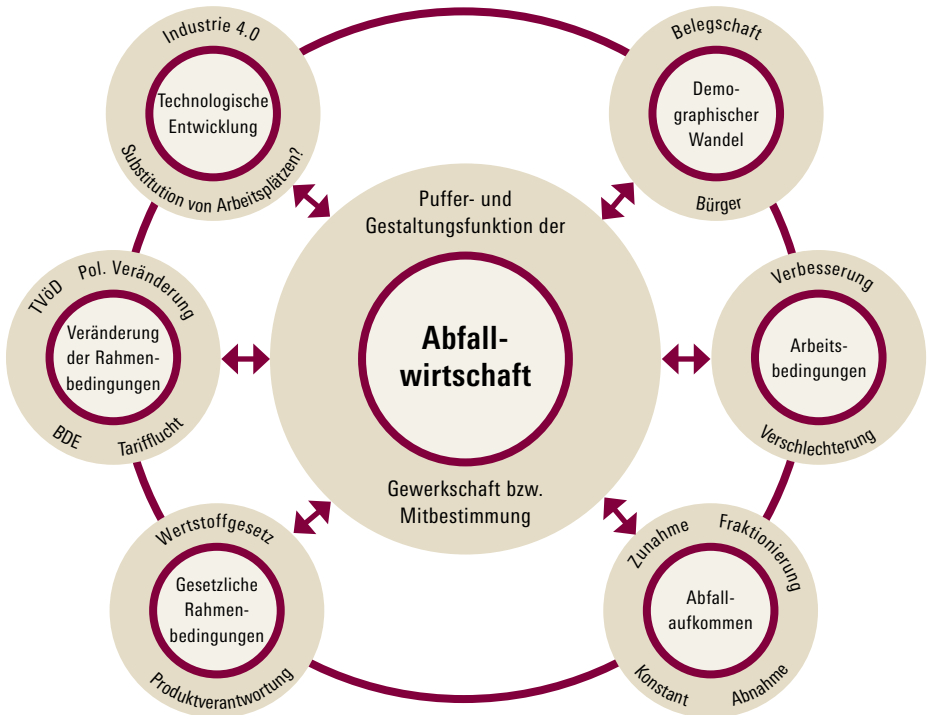 Industrie 4.0
Technologische
Entwicklung
Substitution von Arbeitsplätzen?
Belegschaft
Demo-
graphischer
Wandel
Bürger
Puffer- und
Gestaltungsfunktion der
Abfall-
wirtschaft
Gewerkschaft bzw.
Mitbestimmung
TVöD
Pol. Veränderung
Veränderung
der Rahmen-
bedingungen
BDE
Tarifflucht
Verbesserung
Arbeits-
bedingungen
Verschlechterung
Wertstoffgesetz
Gesetzliche
Rahmen-
bedingungen
Produktverantwortung
Zunahme
Fraktionierung
Abfall-
aufkommen
Konstant
Abnahme